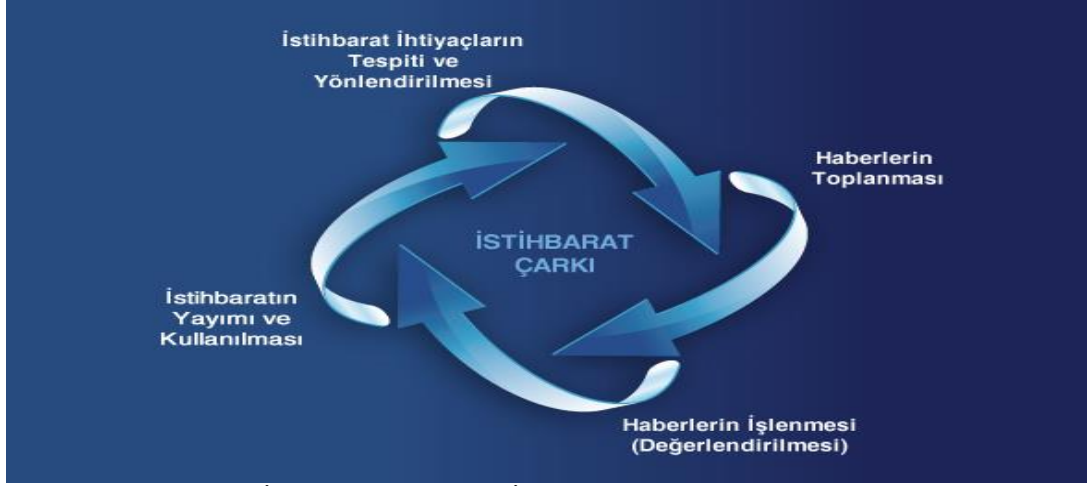 İstihbarat İhtiyaçların
Tespiti ve
Yönlendirilmesi
Haberlerin
Toplanması
İSTİHBARAT
ÇARKI
İstihbaratın
Yayımı ve
Kullanılması
Haberlerin İşlenmesi
(Değerlendirilmesi)